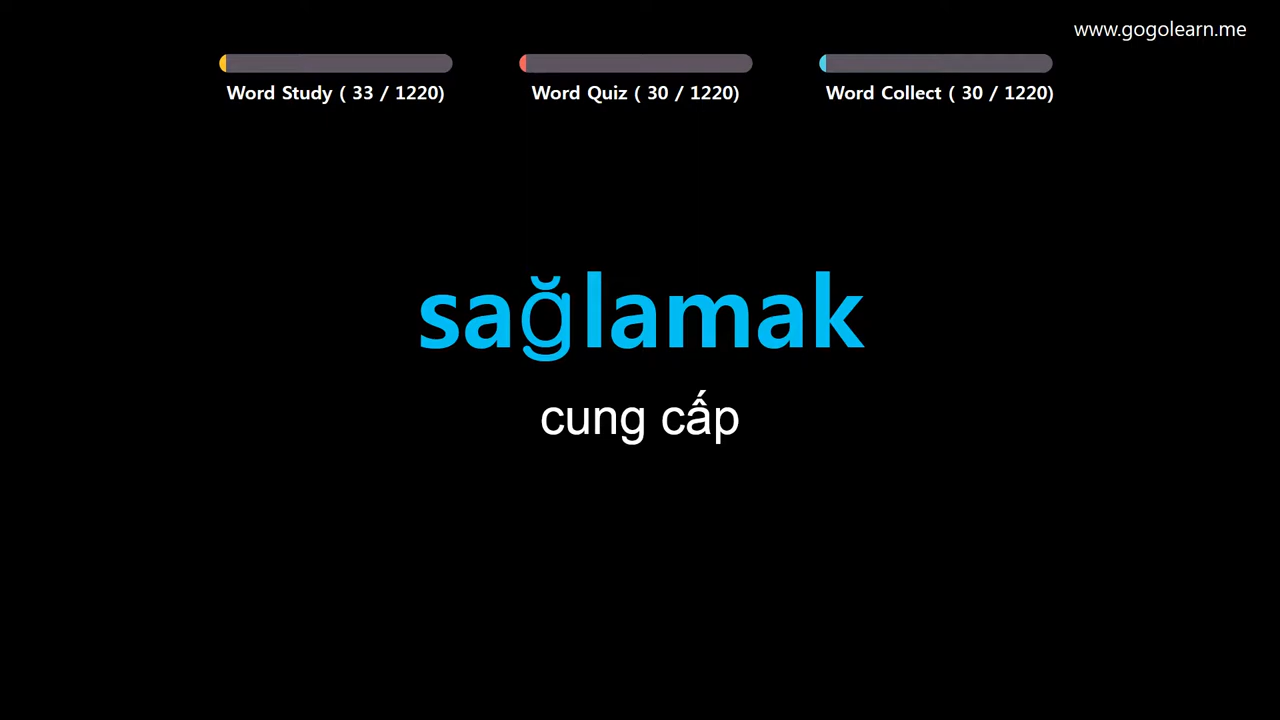 www.gogolearn.me
Word Study ( 33 / 1220)
Word Quiz ( 30 / 1220)
Word Collect ( 30 / 1220)
sağlamak
cung cấp